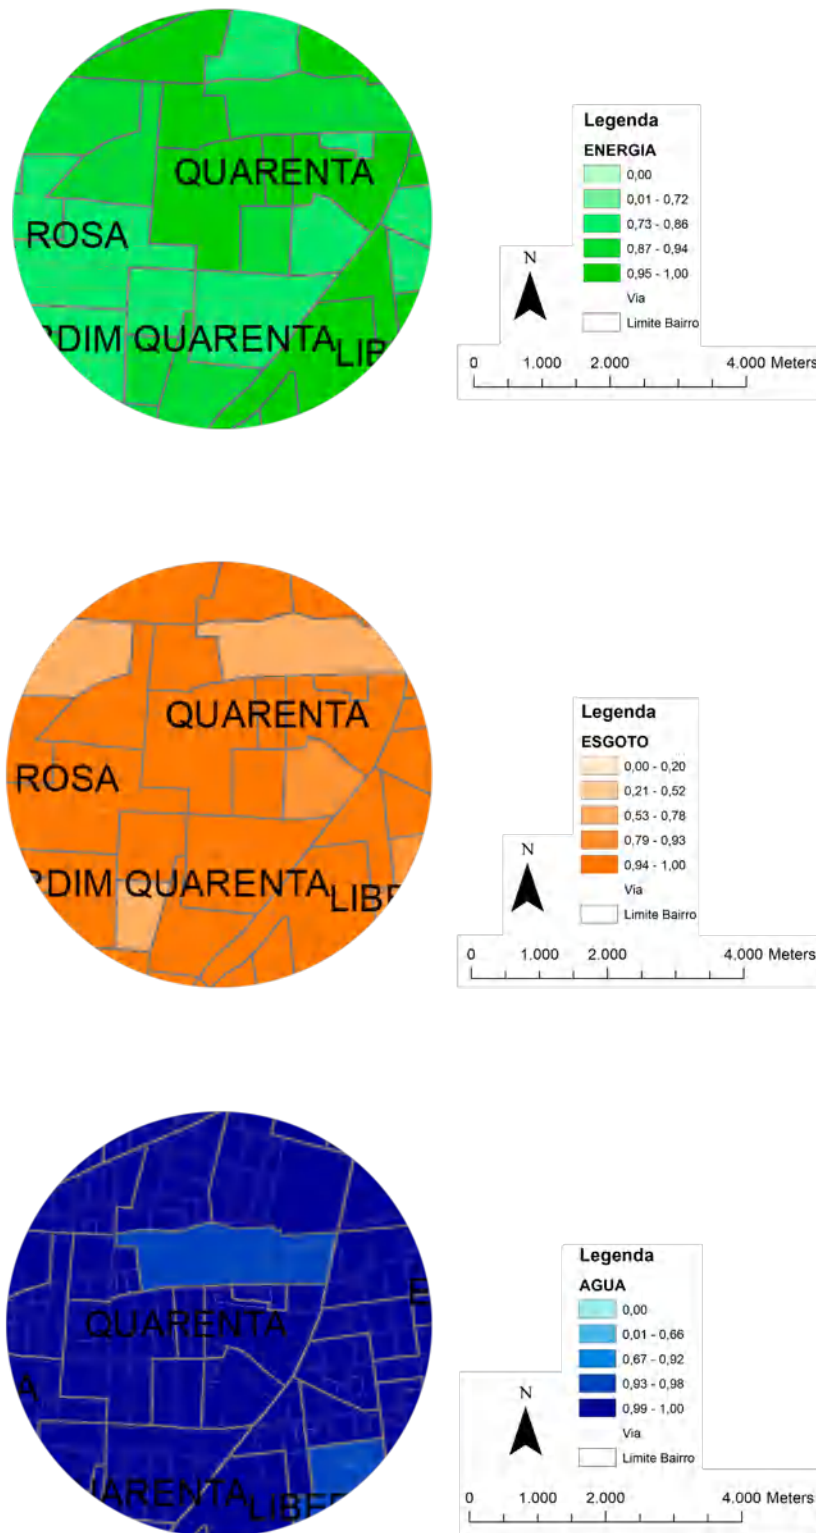 QUARENTA
ROSA
RDIM QUARENTA
LIB
Legenda
ENERGIA
0,00
0,01 - 0,72
0,73 - 0,86
0,87 - 0,94
0,95 - 1,00
Via
Limite Bairro
N
0 1.000 2.000 4.000 Meters
QUARENTA
ROSA
RDIM QUARENTA
LIBE
Legenda
ESGOTO
0,00 - 0,20
0,21 - 0,52
0,53 - 0,78
0,79 - 0,93
0,94 - 1,00
Via
Limite Bairro
N
0 1.000 2.000 4.000 Meters
E
QUARENTA
A
UARENTA
LIBER
Legenda
AGUA
0,00
0,01 - 0,66
0,67 - 0,92
0,93 - 0,98
0,99 - 1,00
Via
Limite Bairro
N
0 1.000 2.000 4.000 Meters